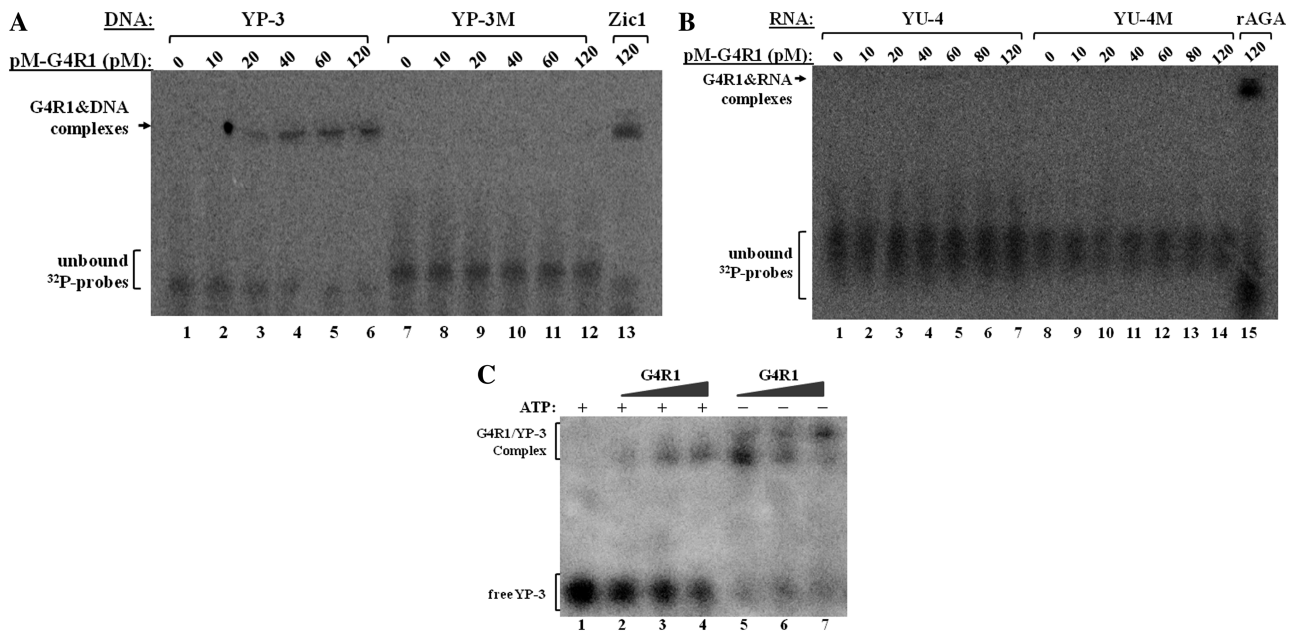 A
DNA: YP-3 YP-3M Zic1
pM-G4R1 (pM): 0 10 20 40 60 120 0 10 20 40 60 120 120
G4R1&DNA
complexes
unbound
32P-probes
1 2 3 4 5 6 7 8 9 10 11 12 13
B
RNA: YU-4 YU-4M rAGA
pM-G4R1 (pM): 0 10 20 40 60 80 120 0 10 20 40 60 80 120 120
G4R1&RNA
complexes
unbound
32P-probes
1 2 3 4 5 6 7 8 9 10 11 12 13 14 15
C
G4R1 G4R1
ATP: + + + + − − −
G4R1/YP-3
Complex
free YP-3
1 2 3 4 5 6 7